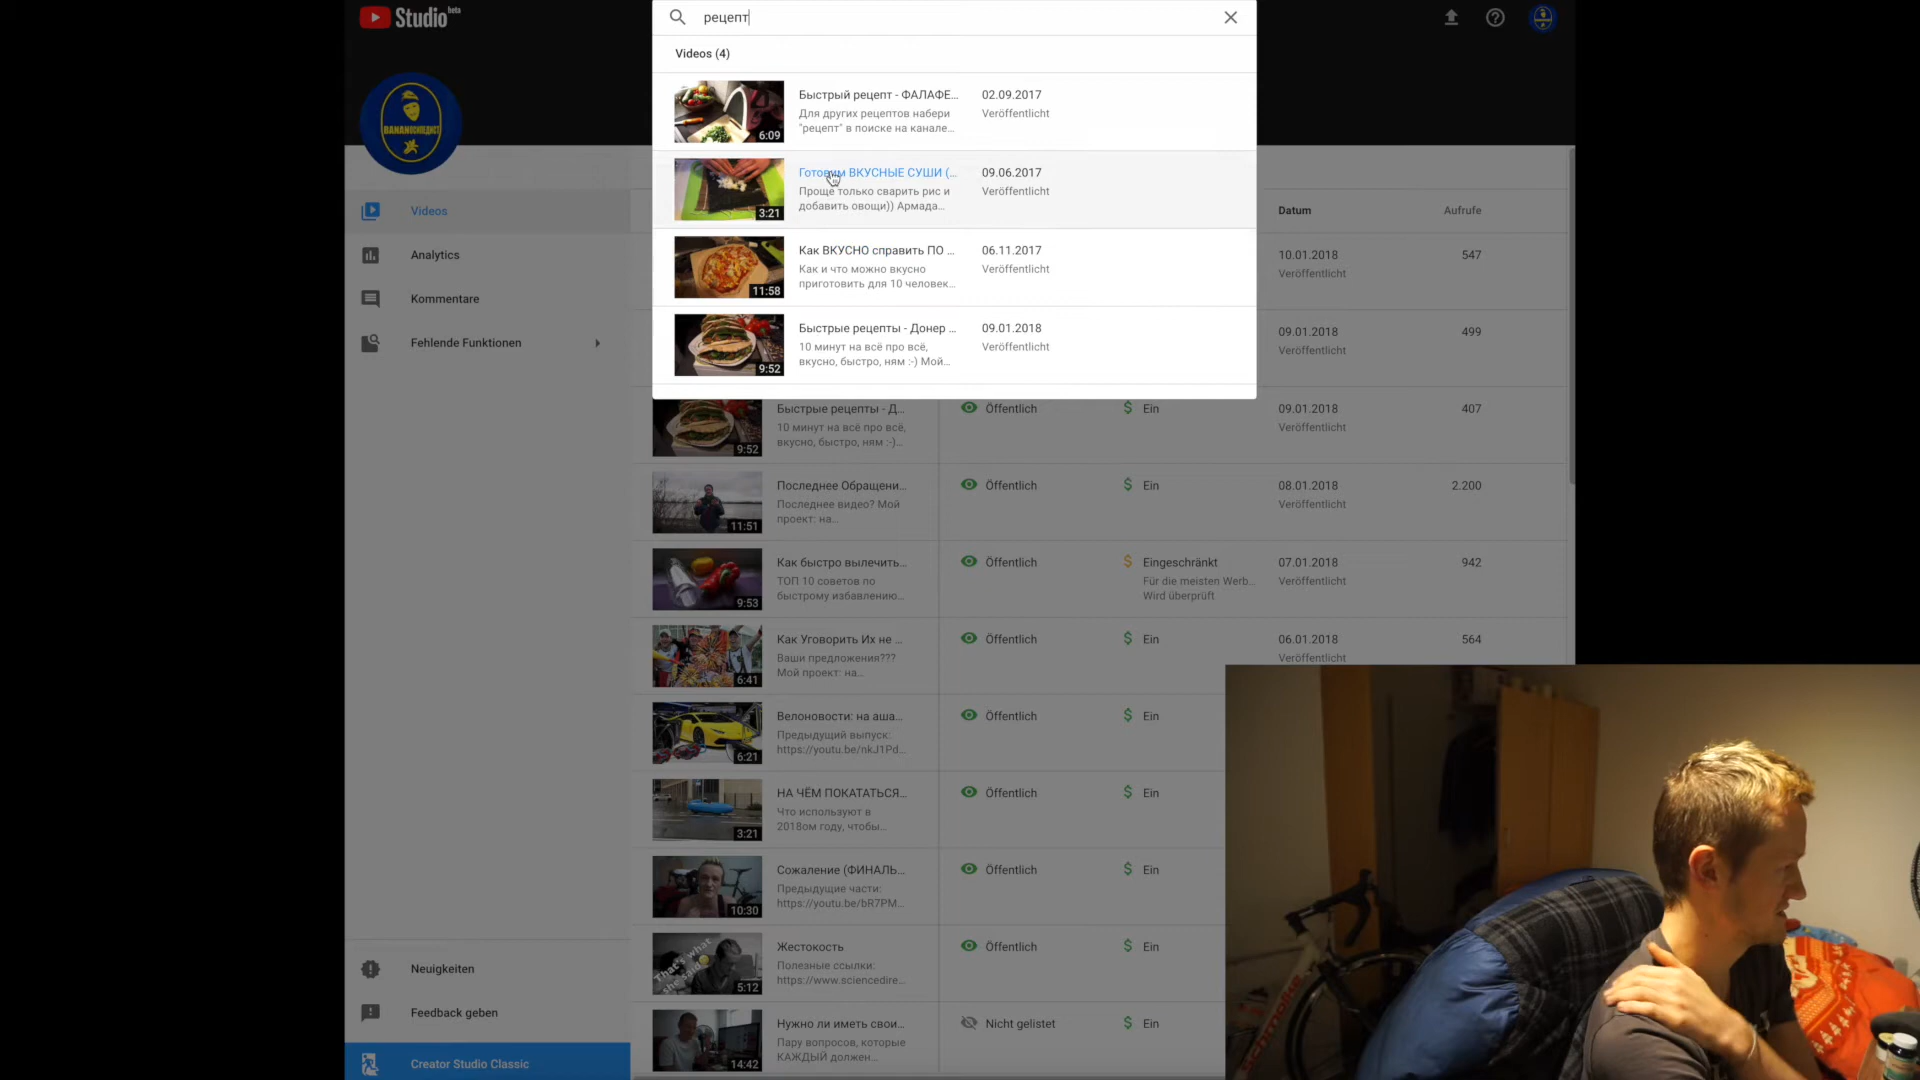 Studio beta
рецепт
BANANОСИПЕДИСТ
Videos (4)
Быстрый рецепт - ФАЛАФЕ...
02.09.2017
Для других рецептов набери
"рецепт" в поиске на канале...
Veröffentlicht
6:09
Готовим ВКУСНЫЕ СУШИ (...
09.06.2017
Проще только сварить рис и
добавить овощи)) Армада...
Veröffentlicht
3:21
Как ВКУСНО справить ПО ...
06.11.2017
Как и что можно вкусно
приготовить для 10 человек...
Veröffentlicht
11:58
Быстрые рецепты - Донер ...
09.01.2018
10 минут на всё про всё,
вкусно, быстро, ням :-) Мой...
Veröffentlicht
9:52
Videos
Analytics
Kommentare
Fehlende Funktionen
Datum
Aufrufe
10.01.2018
547
Veröffentlicht
09.01.2018
499
Veröffentlicht
Быстрые рецепты - Д...
10 минут на всё про всё,
вкусно, быстро, ням :-)...
9:52
Öffentlich
Ein
09.01.2018
407
Veröffentlicht
Последнее Обращени...
Последнее видео? Мой
проект: на...
11:51
Öffentlich
Ein
08.01.2018
2.200
Veröffentlicht
Как быстро вылечить...
ТОП 10 советов по
быстрому избавлению...
9:53
Öffentlich
Eingeschränkt
Für die meisten Werb...
Wird überprüft
07.01.2018
942
Veröffentlicht
Как Уговорить Их не ...
Ваши предложения???
Мой проект: на...
6:41
Öffentlich
Ein
06.01.2018
564
Veröffentlicht
Велоновости: на аша...
Предыдущий выпуск:
https://youtu.be/nkJ1Pd...
6:21
Öffentlich
Ein
НА ЧЁМ ПОКАТАТЬСЯ...
Что используют в
2018ом году, чтобы...
3:21
Öffentlich
Ein
Сожаление (ФИНАЛЬ...
Предыдущие части:
https://youtu.be/bR7PM...
10:30
Öffentlich
Ein
Жестокость
Полезные ссылки:
https://www.sciencedire...
That's what
she said
5:12
Öffentlich
Ein
Нужно ли иметь свои...
Пару вопросов, которые
КАЖДЫЙ должен...
14:42
Nicht gelistet
Ein
Neuigkeiten
Feedback geben
Creator Studio Classic